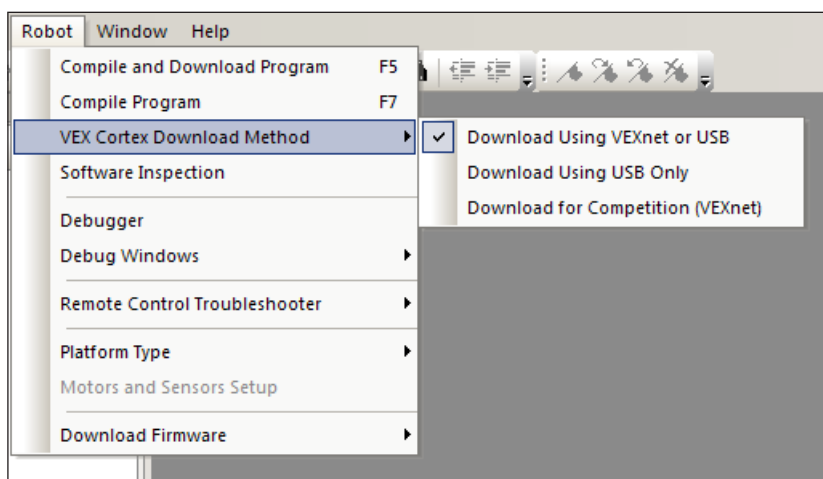 Robot Window Help
Compile and Download Program F5
Compile Program F7
VEX Cortex Download Method
Download Using VEXnet or USB
Software Inspection
Download Using USB Only
Download for Competition (VEXnet)
Debugger
Debug Windows
Remote Control Troubleshooter
Platform Type
Motors and Sensors Setup
Download Firmware